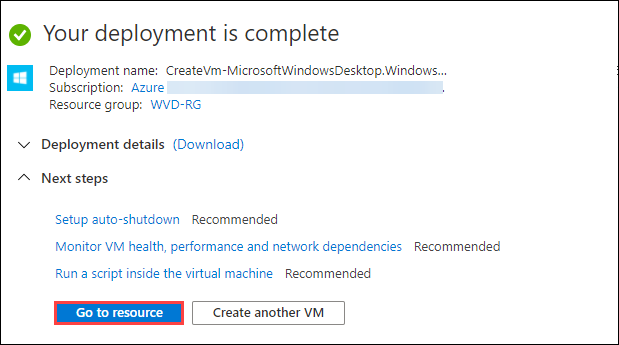 Your deployment is complete
Deployment name: CreateVm-MicrosoftWindowsDesktop.Windows...
Subscription: Azure .
Resource group: WVD-RG
Deployment details (Download)
Next steps
Setup auto-shutdown Recommended
Monitor VM health, performance and network dependencies Recommended
Run a script inside the virtual machine Recommended
Go to resource Create another VM